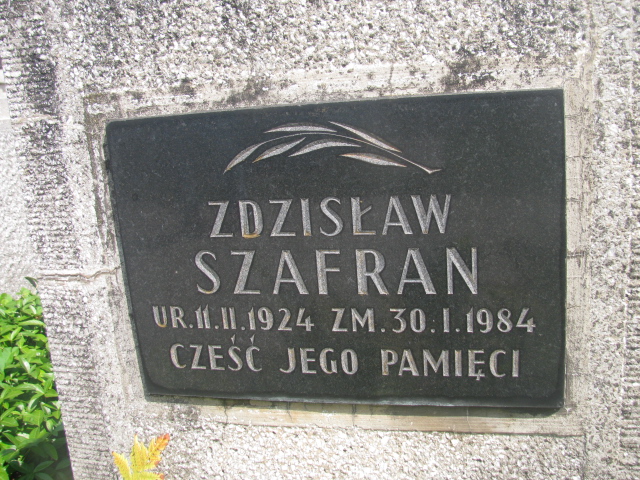 ZDZISŁAW
SZAFRAN
UR.11.II.1924 ZM.30.I.1984
CZEŚĆ JEGO PAMIĘCI